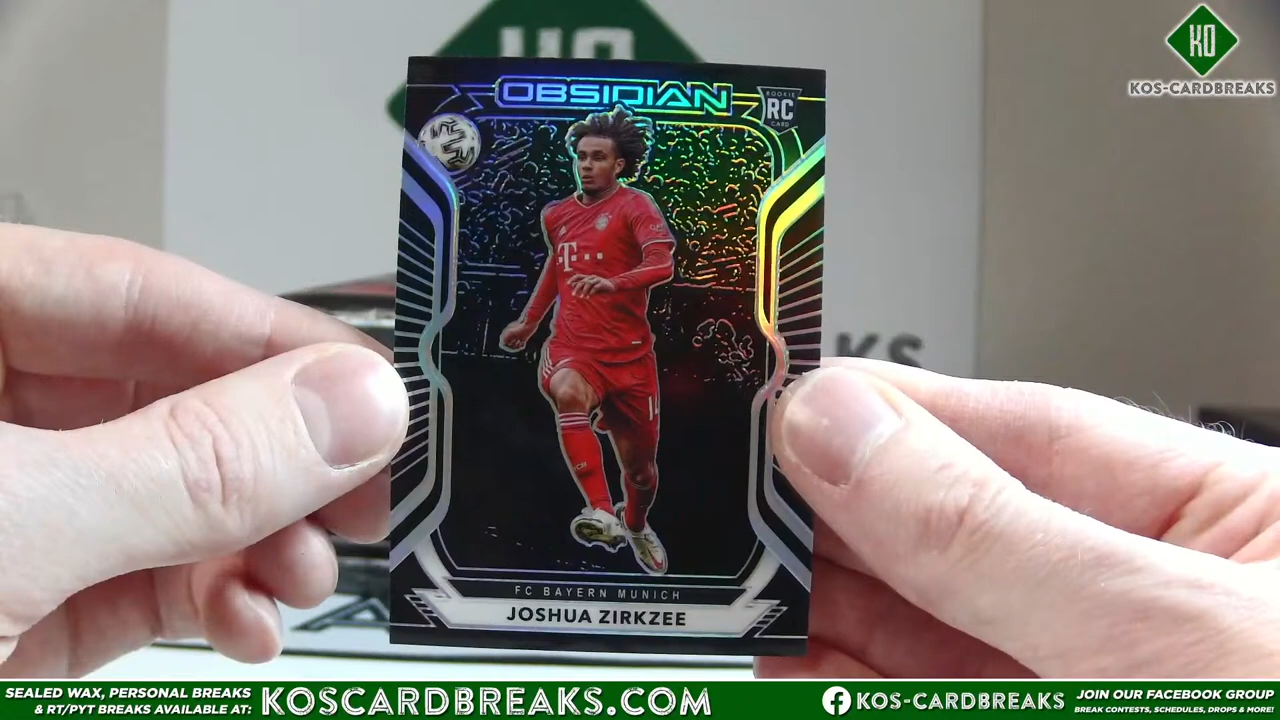 KO
KOS-CARDBREAKS
KO
OBSIDIAN
ROOKIE
RC
CARD
T
FC BAYERN MUNICH
JOSHUA ZIRKZEE
SEALED WAX, PERSONAL BREAKS
& RT/PYT BREAKS AVAILABLE AT:
KOSCARDBREAKS.COM
KOS-CARDBREAKS
JOIN OUR FACEBOOK GROUP
BREAK CONTESTS, SCHEDULES, DROPS & MORE!